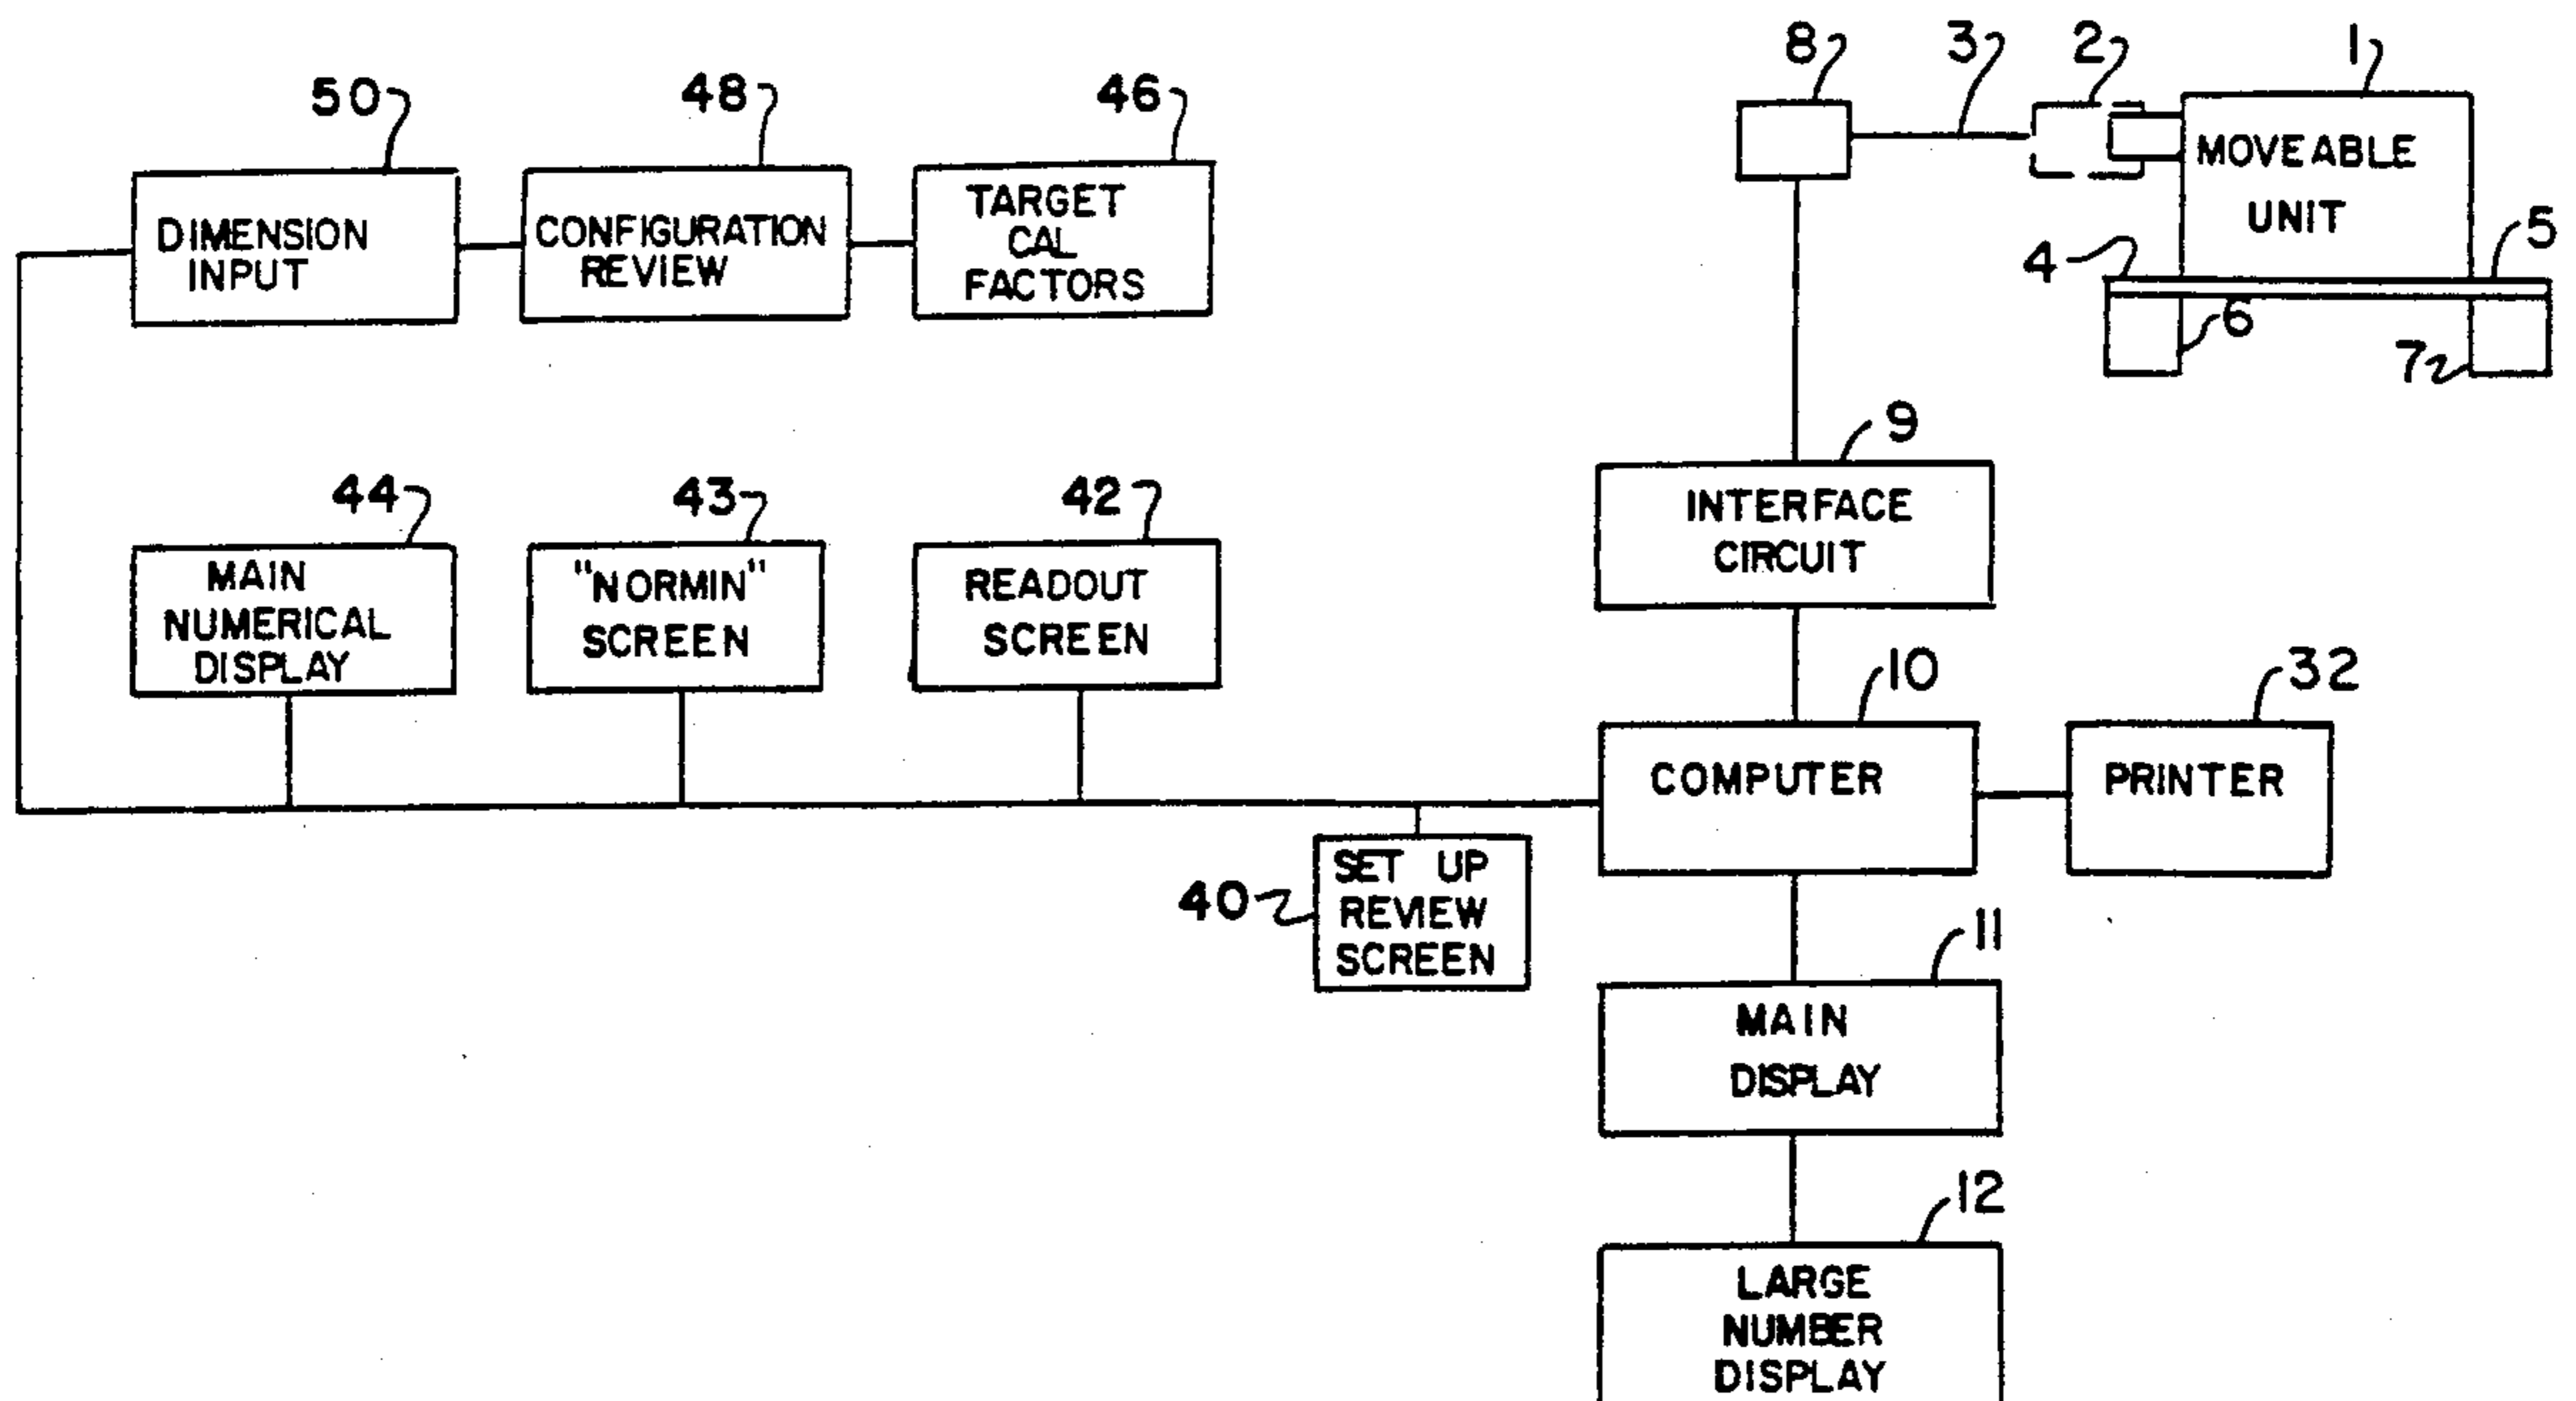 50
48
46
8
3
2
1
DIMENSION
INPUT
CONFIGURATION
REVIEW
TARGET
CAL
FACTORS
MOVEABLE
UNIT
4
5
6
7
44
43
42
9
MAIN
NUMERICAL
DISPLAY
"NORMIN"
SCREEN
READOUT
SCREEN
INTERFACE
CIRCUIT
10
32
COMPUTER
PRINTER
40
SET UP
REVIEW
SCREEN
11
MAIN
DISPLAY
12
LARGE
NUMBER
DISPLAY